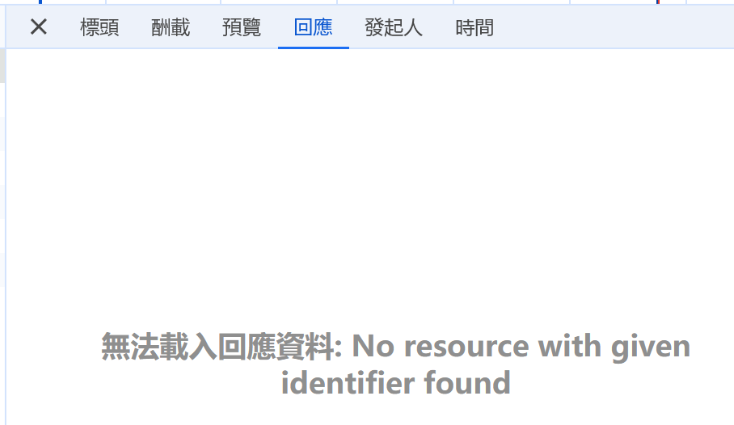 標頭 酬載 預覽 回應 發起人 時間
無法載入回應資料: No resource with given
identifier found